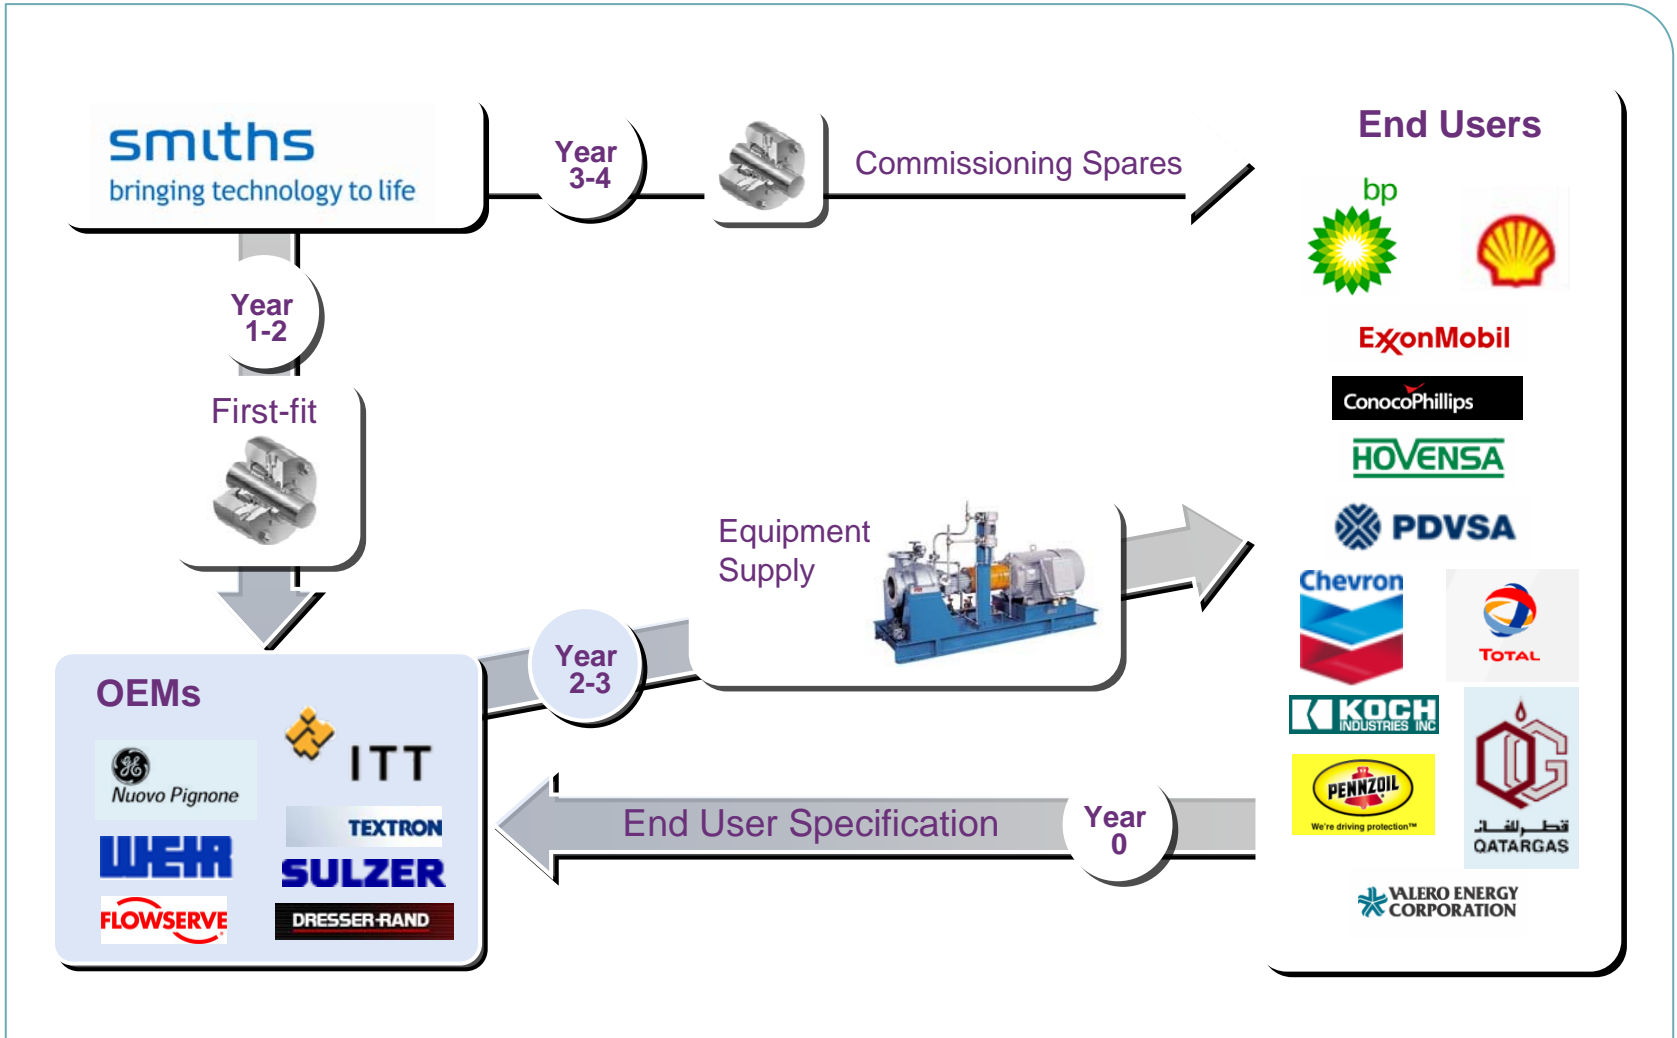 smiths
bringing technology to life
Year
3-4
Commissioning Spares
End Users
bp
Year
1-2
First-fit
ExxonMobil
ConocoPhillips
HOVENSA
PDVSA
Equipment
Supply
Chevron
TOTAL
Year
2-3
OEMs
ITT
GE
Nuovo Pignone
KOCH
INDUSTRIES INC
QG
PENNZOIL
We're driving protection™
TEXTRON
End User Specification
Year
0
قطر للغاز
QATARGAS
WEIR
SULZER
VALERO ENERGY
CORPORATION
FLOWSERVE
DRESSER-RAND